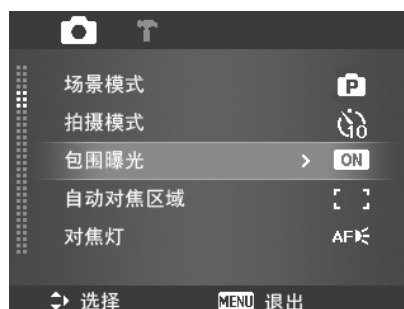 场景模式 P
拍摄模式 10
包围曝光 > ON
自动对焦区域 [ ]
对焦灯 AF
选择 MENU 退出